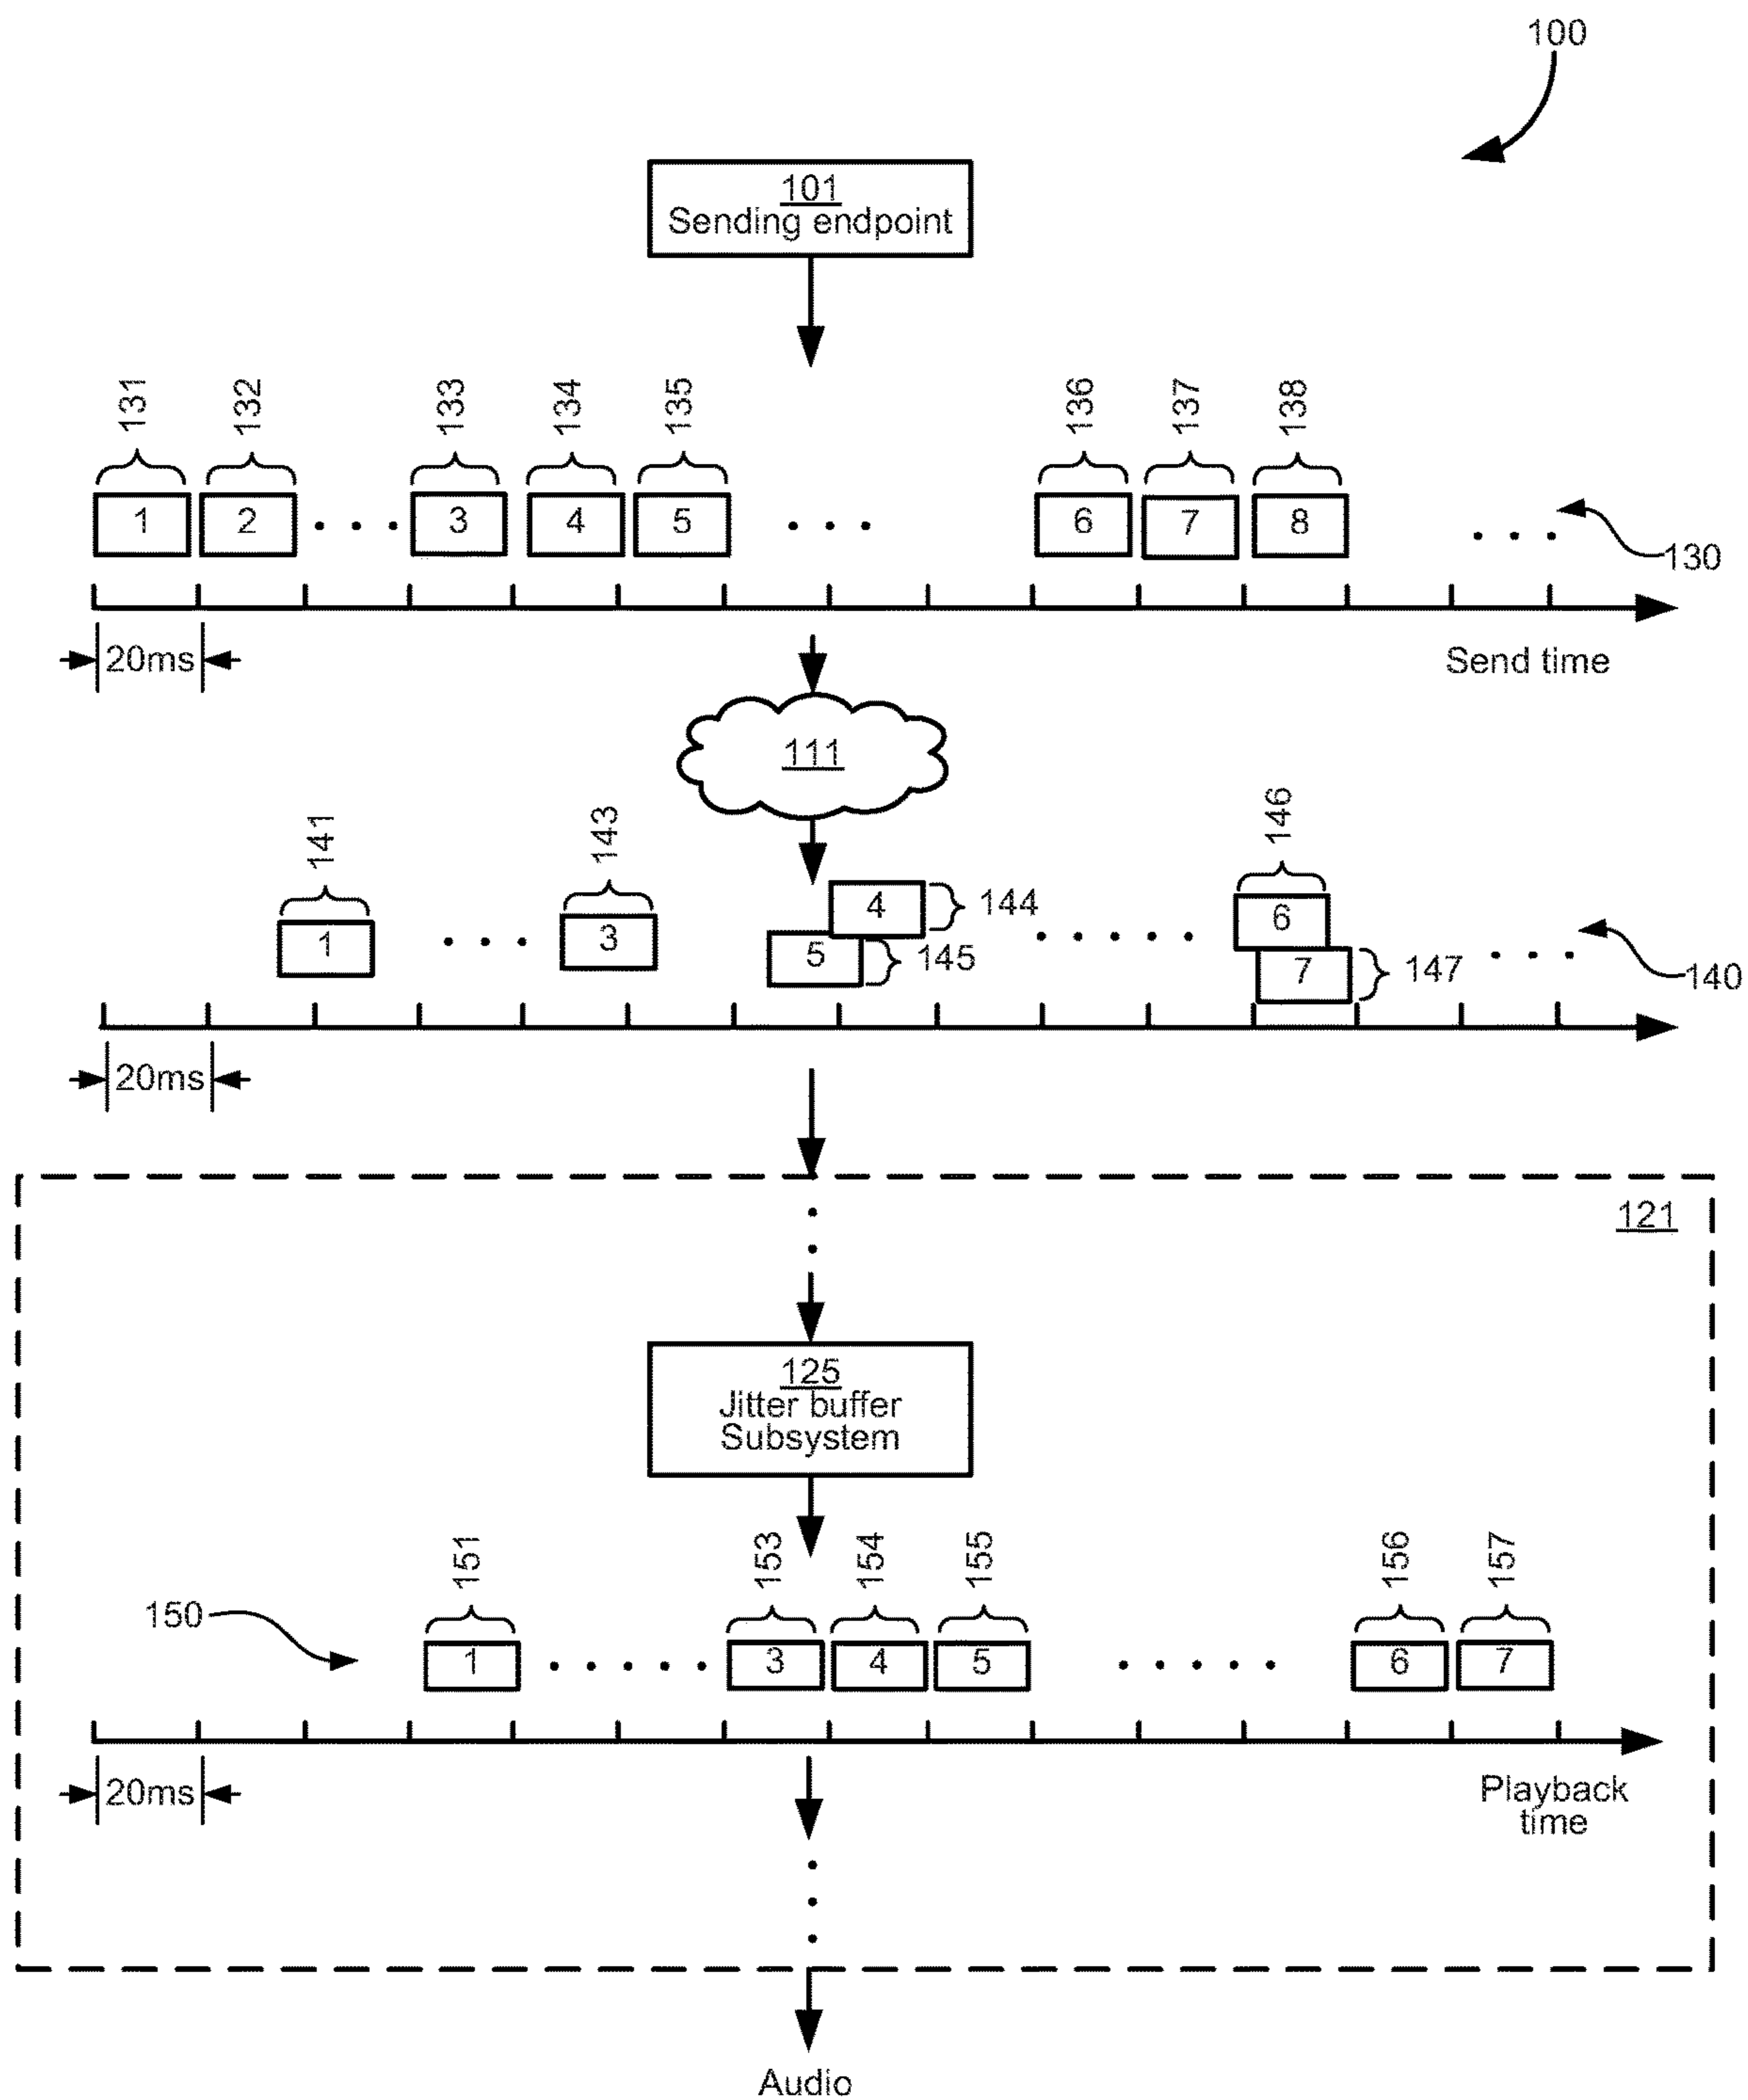 100
101
Sending endpoint
131 132 133 134 135 136 137 138
1 2 . . . 3 4 5 . . . 6 7 8 . . .
130
20ms
Send time
111
141 143 146
1 . . . 3 4 144 . . . . . 6
5 145 7 147 . . .
140
20ms
121
125
Jitter buffer
Subsystem
151 153 154 155 156 157
150
1 . . . . . 3 4 5 . . . . . 6 7
20ms
Playback
time
Audio